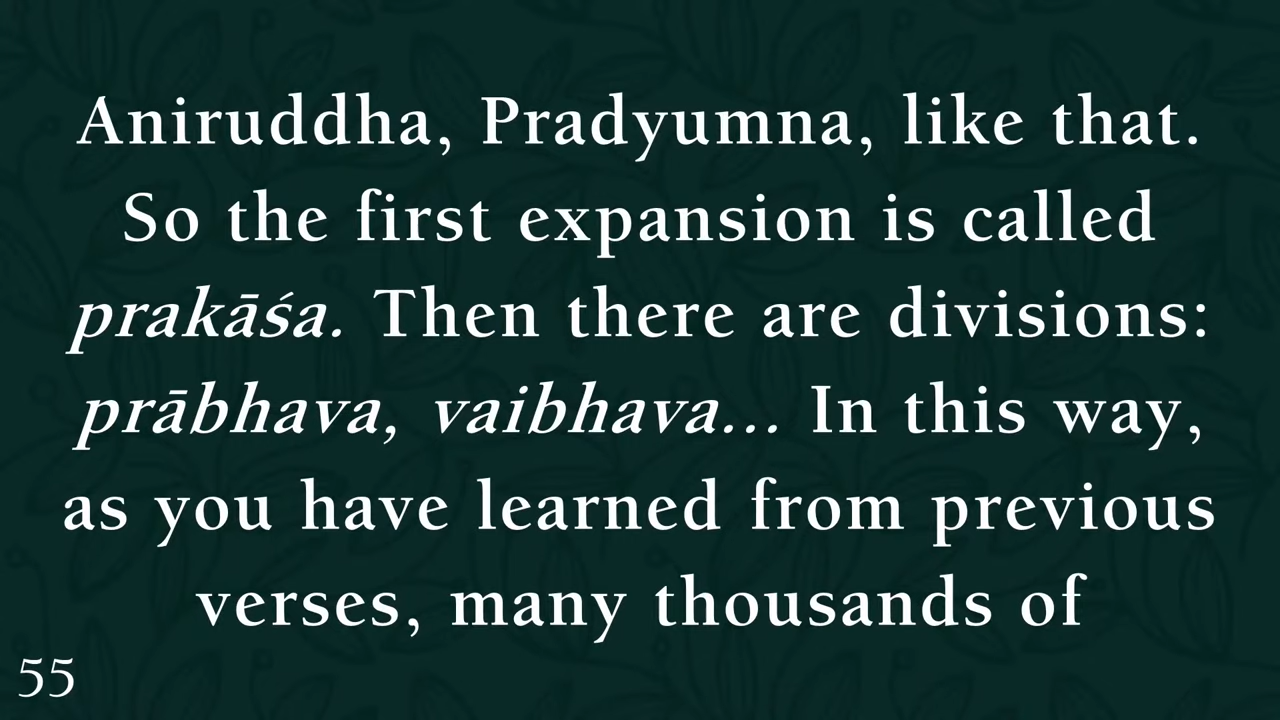 Aniruddha, Pradyumna, like that.
So the first expansion is called
prakāśa. Then there are divisions:
prābhava, vaibhava... In this way,
as you have learned from previous
verses, many thousands of
55